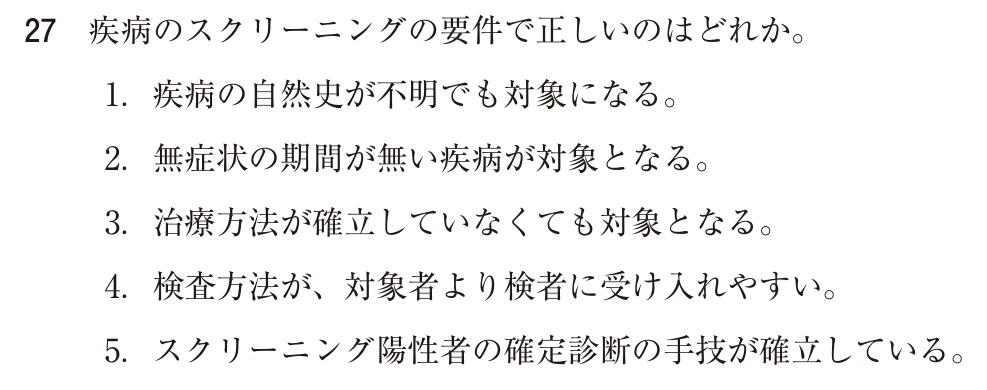 27 疾病のスクリーニングの要件で正しいのはどれか。
1. 疾病の自然史が不明でも対象になる。
2. 無症状の期間が無い疾病が対象となる。
3. 治療方法が確立していなくても対象となる。
4. 検査方法が、対象者より検者に受け入れやすい。
5. スクリーニング陽性者の確定診断の手技が確立している。